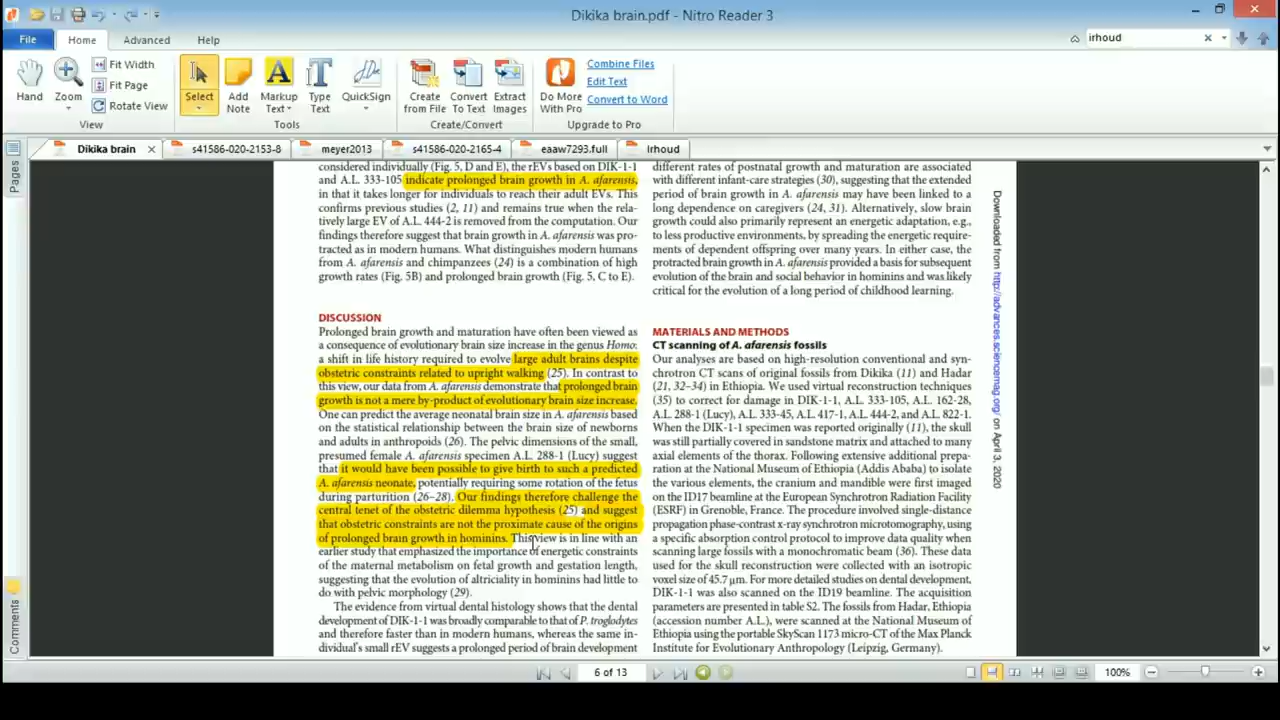 Dikika brain.pdf - Nitro Reader 3
File
Home
Advanced
Help
irhoud
Hand
Zoom
Fit Width
Fit Page
Rotate View
View
Select
Add Note
Markup Text
Type Text
QuickSign
Tools
Create from File
Convert To Text
Extract Images
Create/Convert
Do More With Pro
Combine Files
Edit Text
Convert to Word
Upgrade to Pro
Pages
Dikika brain
s41586-020-2153-8
meyer2013
s41586-020-2165-4
eaaw7293.full
Irhoud
considered individually (Fig. 5, D and E), the rEVs based on DIK-1-1
and A.L. 333-105 indicate prolonged brain growth in A. afarensis,
in that it takes longer for individuals to reach their adult EVs. This
confirms previous studies (2, 11) and remains true when the rela-
tively large EV of A.L. 444-2 is removed from the computation. Our
findings therefore suggest that brain growth in A. afarensis was pro-
tracted as in modern humans. What distinguishes modern humans
from A. afarensis and chimpanzees (24) is a combination of high
growth rates (Fig. 5B) and prolonged brain growth (Fig. 5, C to E).
DISCUSSION
Prolonged brain growth and maturation have often been viewed as
a consequence of evolutionary brain size increase in the genus Homo:
a shift in life history required to evolve large adult brains despite
obstetric constraints related to upright walking (25). In contrast to
this view, our data from A. afarensis demonstrate that prolonged brain
growth is not a mere by-product of evolutionary brain size increase.
One can predict the average neonatal brain size in A. afarensis based
on the statistical relationship between the brain size of newborns
and adults in anthropoids (26). The pelvic dimensions of the small,
presumed female A. afarensis specimen A.L. 288-1 (Lucy) suggest
that it would have been possible to give birth to such a predicted
A. afarensis neonate, potentially requiring some rotation of the fetus
during parturition (26–28). Our findings therefore challenge the
central tenet of the obstetric dilemma hypothesis (25) and suggest
that obstetric constraints are not the proximate cause of the origins
of prolonged brain growth in hominins. This view is in line with an
earlier study that emphasized the importance of energetic constraints
of the maternal metabolism on fetal growth and gestation length,
suggesting that the evolution of altriciality in hominins had little to
do with pelvic morphology (29).
The evidence from virtual dental histology shows that the dental
development of DIK-1-1 was broadly comparable to that of P. troglodytes
and therefore faster than in modern humans, whereas the same in-
dividual's small rEV suggests a prolonged period of brain development
different rates of postnatal growth and maturation are associated
with different infant-care strategies (30), suggesting that the extended
period of brain growth in A. afarensis may have been linked to a
long dependence on caregivers (24, 31). Alternatively, slow brain
growth could also primarily represent an energetic adaptation, e.g.,
to less productive environments, by spreading the energetic require-
ments of dependent offspring over many years. In either case, the
protracted brain growth in A. afarensis provided a basis for subsequent
evolution of the brain and social behavior in hominins and was likely
critical for the evolution of a long period of childhood learning.
MATERIALS AND METHODS
CT scanning of A. afarensis fossils
Our analyses are based on high-resolution conventional and syn-
chrotron CT scans of original fossils from Dikika (11) and Hadar
(21, 32–34) in Ethiopia. We used virtual reconstruction techniques
(35) to correct for damage in DIK-1-1, A.L. 333-105, A.L. 162-28,
A.L. 288-1 (Lucy), A.L. 333-45, A.L. 417-1, A.L. 444-2, and A.L. 822-1.
When the DIK-1-1 specimen was reported originally (11), the skull
was still partially covered in sandstone matrix and attached to many
axial elements of the thorax. Following extensive additional prepa-
ration at the National Museum of Ethiopia (Addis Ababa) to isolate
the various elements, the cranium and mandible were first imaged
on the ID17 beamline at the European Synchrotron Radiation Facility
(ESRF) in Grenoble, France. The procedure involved single-distance
propagation phase-contrast x-ray synchrotron microtomography, using
a specific absorption control protocol to improve data quality when
scanning large fossils with a monochromatic beam (36). These data
used for the skull reconstruction were collected with an isotropic
voxel size of 45.7 μm. For more detailed studies on dental development,
DIK-1-1 was also scanned on the ID19 beamline. The acquisition
parameters are presented in table S2. The fossils from Hadar, Ethiopia
(accession number A.L.), were scanned at the National Museum of
Ethiopia using the portable SkyScan 1173 micro-CT of the Max Planck
Institute for Evolutionary Anthropology (Leipzig, Germany).
Downloaded from http://advances.sciencemag.org/ on April 3, 2020
Comments
6 of 13
100%